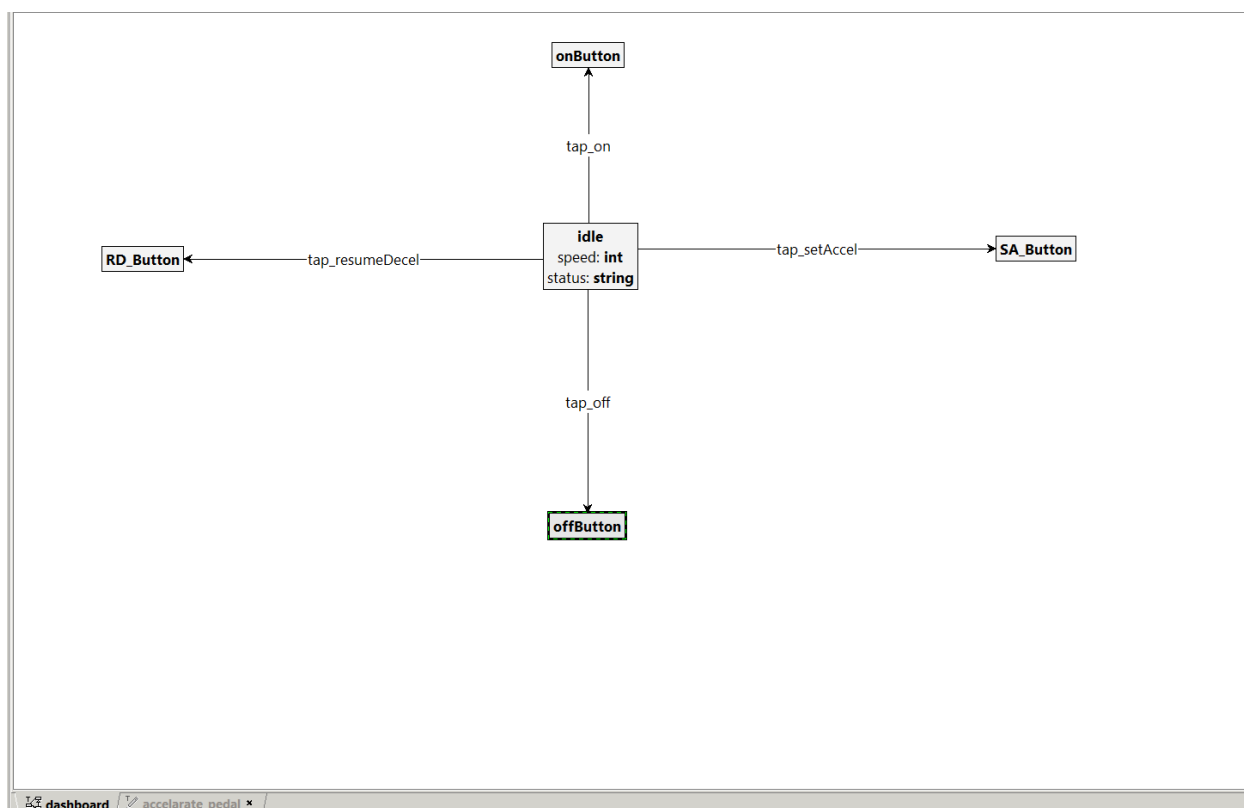 onButton
tap_on
idle
speed: int
status: string
RD_Button
tap_resumeDecel
tap_setAccel
SA_Button
tap_off
offButton
dashboard
accelarate_pedal